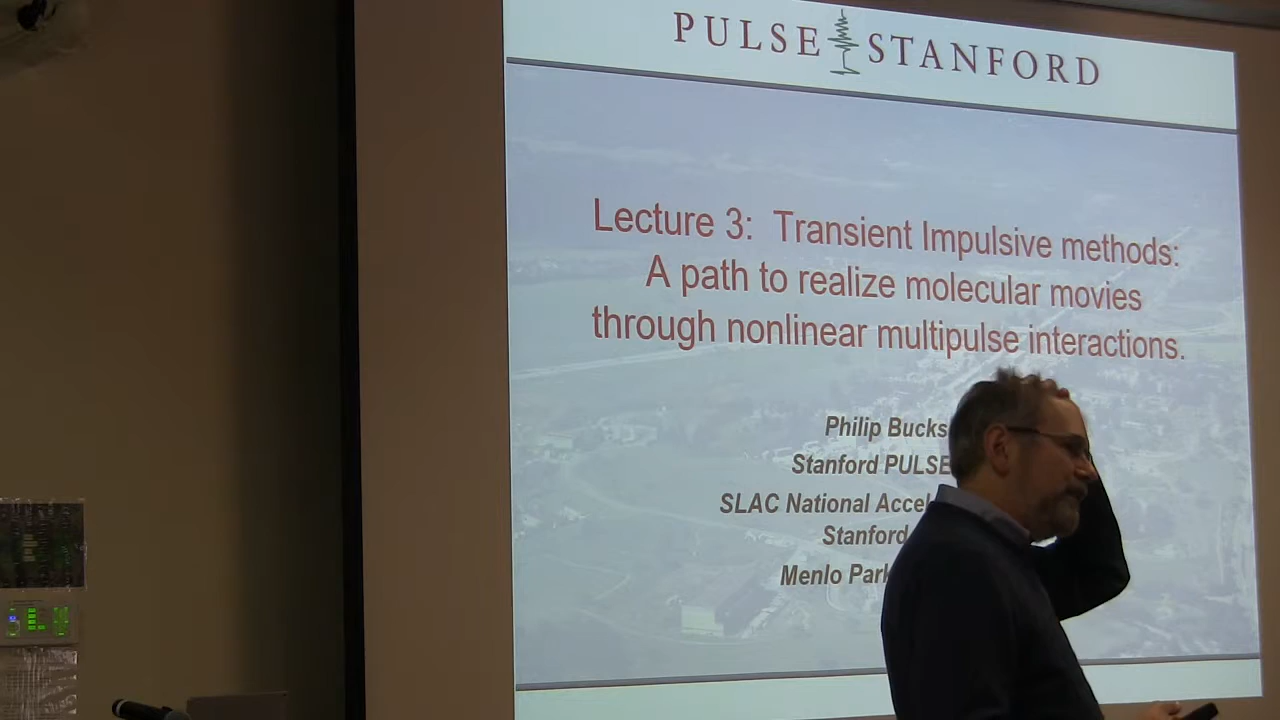 PULSE STANFORD
Lecture 3: Transient Impulsive methods:
A path to realize molecular movies
through nonlinear multipulse interactions.
Philip Bucks
Stanford PULSE
SLAC National Accel
Stanford
Menlo Park